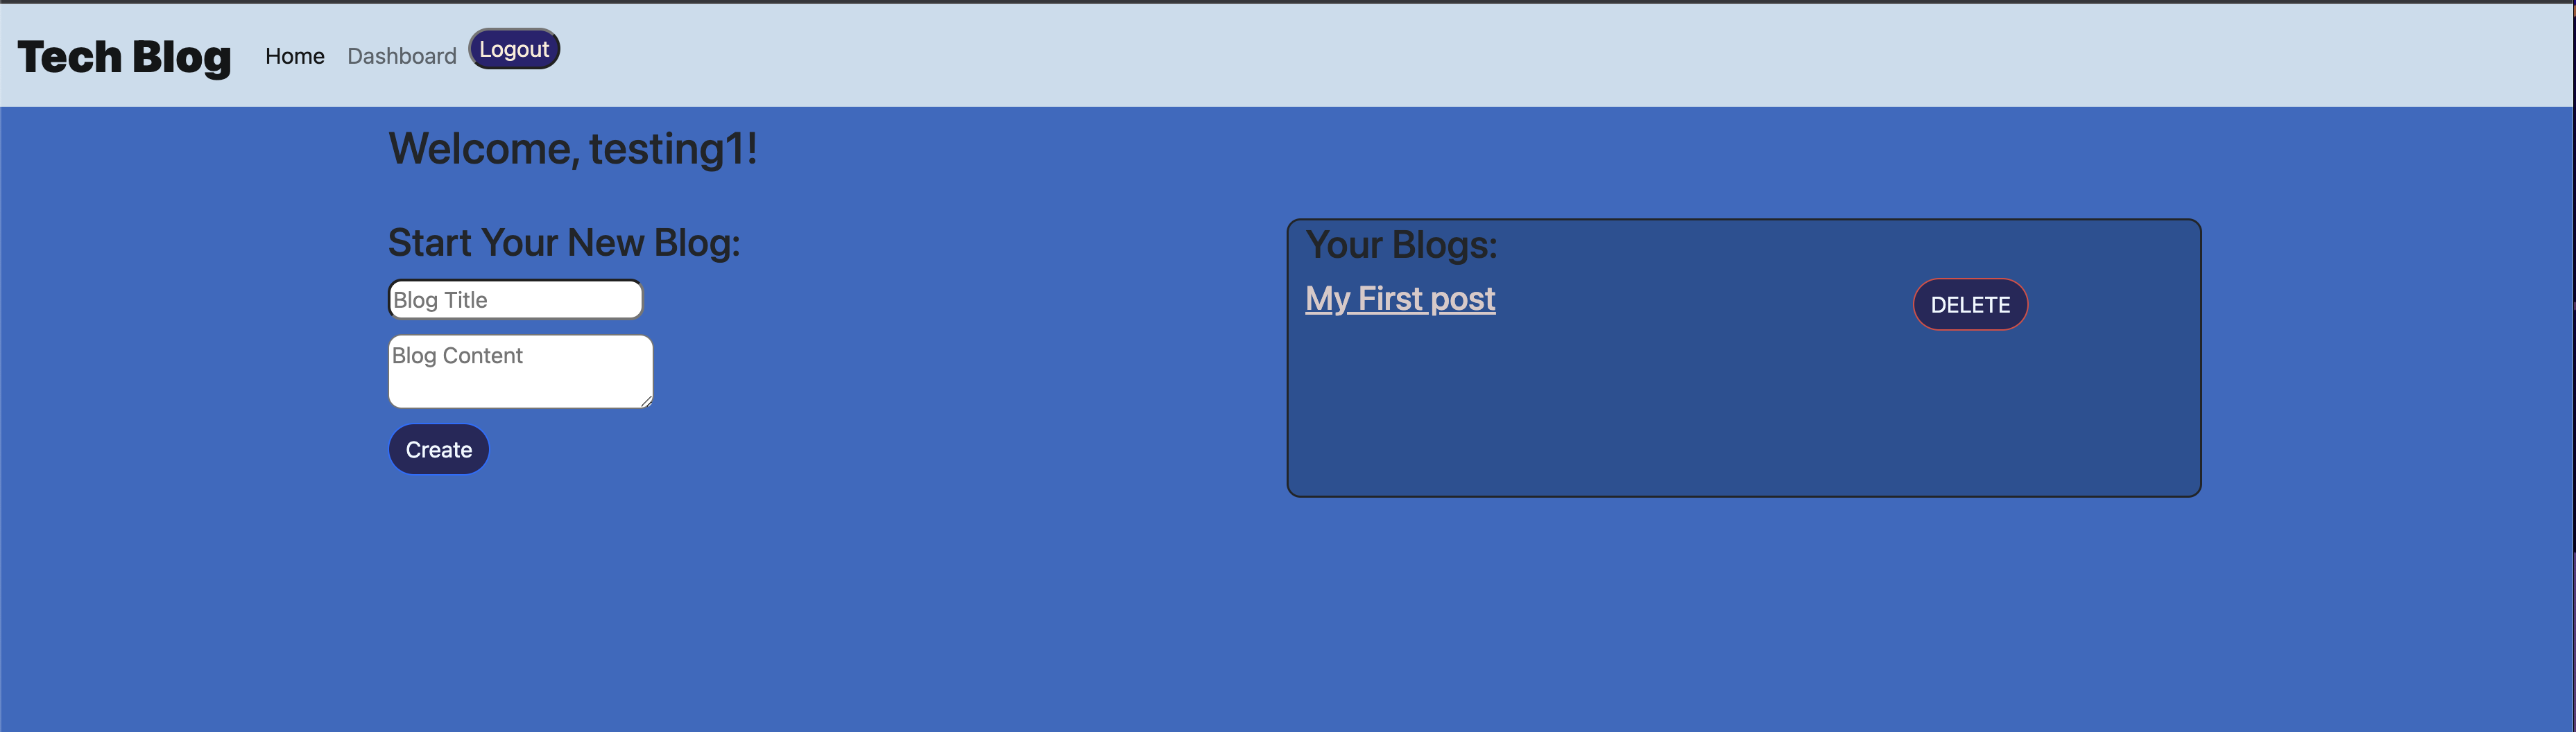 Tech Blog Home Dashboard Logout
Welcome, testing1!
Start Your New Blog:
Blog Title
Blog Content
Create
Your Blogs:
My First post DELETE